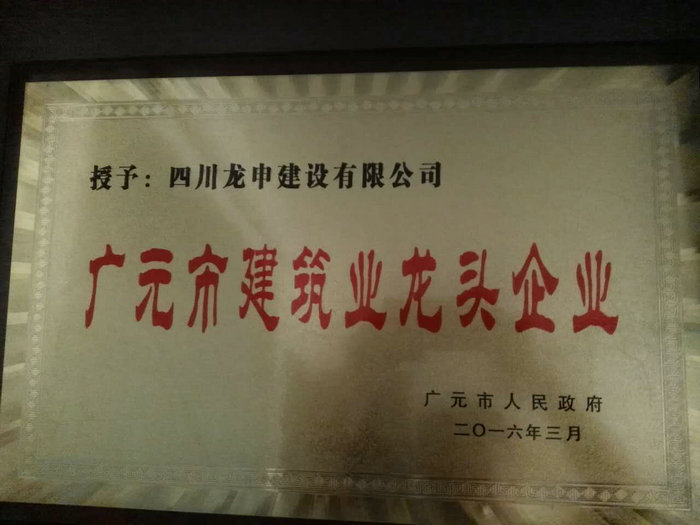 授予：四川龙申建设有限公司
广元市建筑业龙头企业
广元市人民政府
二〇一六年三月